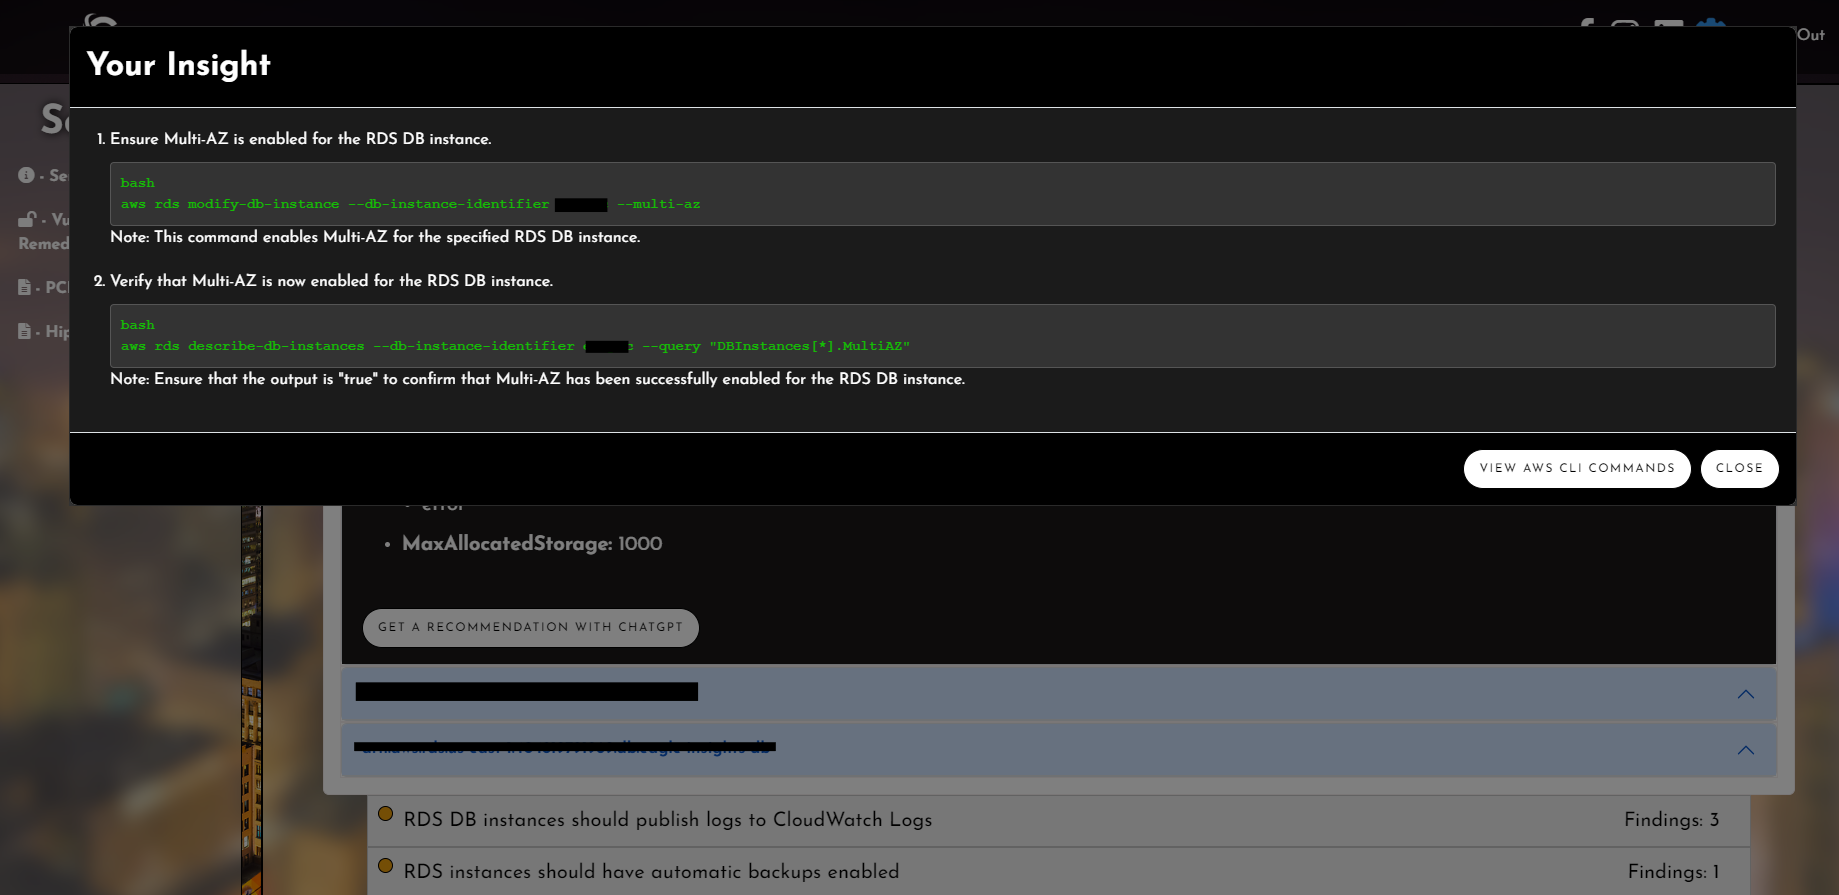 Out
Your Insight
1. Ensure Multi-AZ is enabled for the RDS DB instance.
bash
aws rds modify-db-instance --db-instance-identifier --multi-az
Note: This command enables Multi-AZ for the specified RDS DB instance.
2. Verify that Multi-AZ is now enabled for the RDS DB instance.
bash
aws rds describe-db-instances --db-instance-identifier --query "DBInstances[*].MultiAZ"
Note: Ensure that the output is "true" to confirm that Multi-AZ has been successfully enabled for the RDS DB instance.
VIEW AWS CLI COMMANDS
CLOSE
- Se
- Vu
Remed
- PC
- Hip
error
MaxAllocatedStorage: 1000
GET A RECOMMENDATION WITH CHATGPT
RDS DB instances should publish logs to CloudWatch Logs Findings: 3
RDS instances should have automatic backups enabled Findings: 1